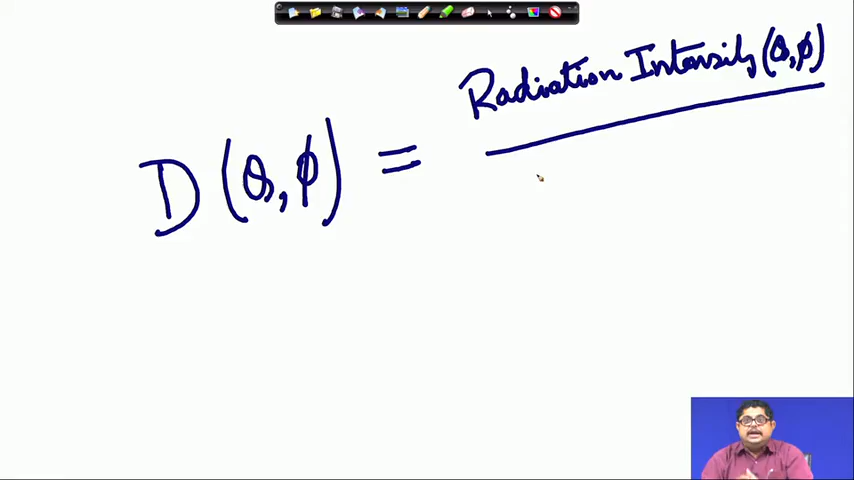 Radiation Intensity (θ,ϕ)
D (θ,ϕ) =